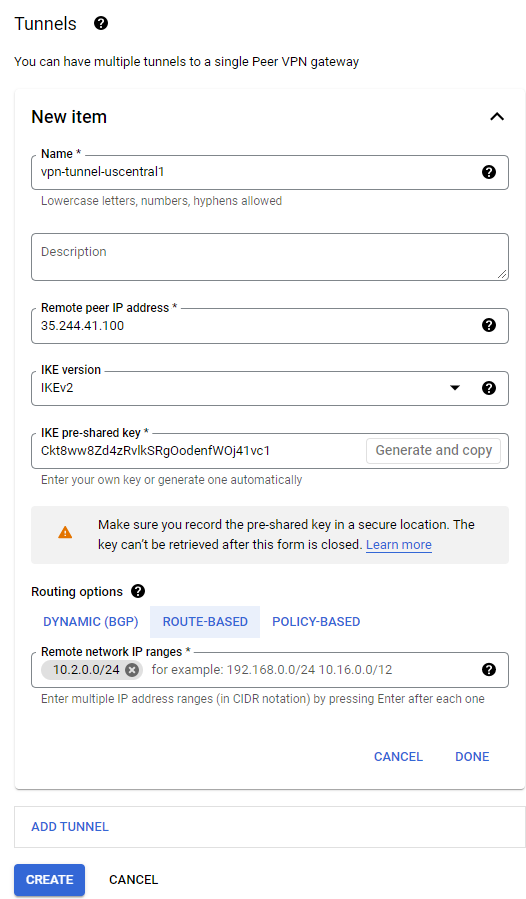 Tunnels
You can have multiple tunnels to a single Peer VPN gateway
New item
Name *
vpn-tunnel-uscentral1
Lowercase letters, numbers, hyphens allowed
Description
Remote peer IP address *
35.244.41.100
IKE version
IKEv2
IKE pre-shared key *
Ckt8ww8Zd4zRvlkSRgOodenfWOj41vc1 Generate and copy
Enter your own key or generate one automatically
Make sure you record the pre-shared key in a secure location. The
key can't be retrieved after this form is closed. Learn more
Routing options
DYNAMIC (BGP) ROUTE-BASED POLICY-BASED
Remote network IP ranges *
10.2.0.0/24 for example: 192.168.0.0/24 10.16.0.0/12
Enter multiple IP address ranges (in CIDR notation) by pressing Enter after each one
CANCEL DONE
ADD TUNNEL
CREATE CANCEL